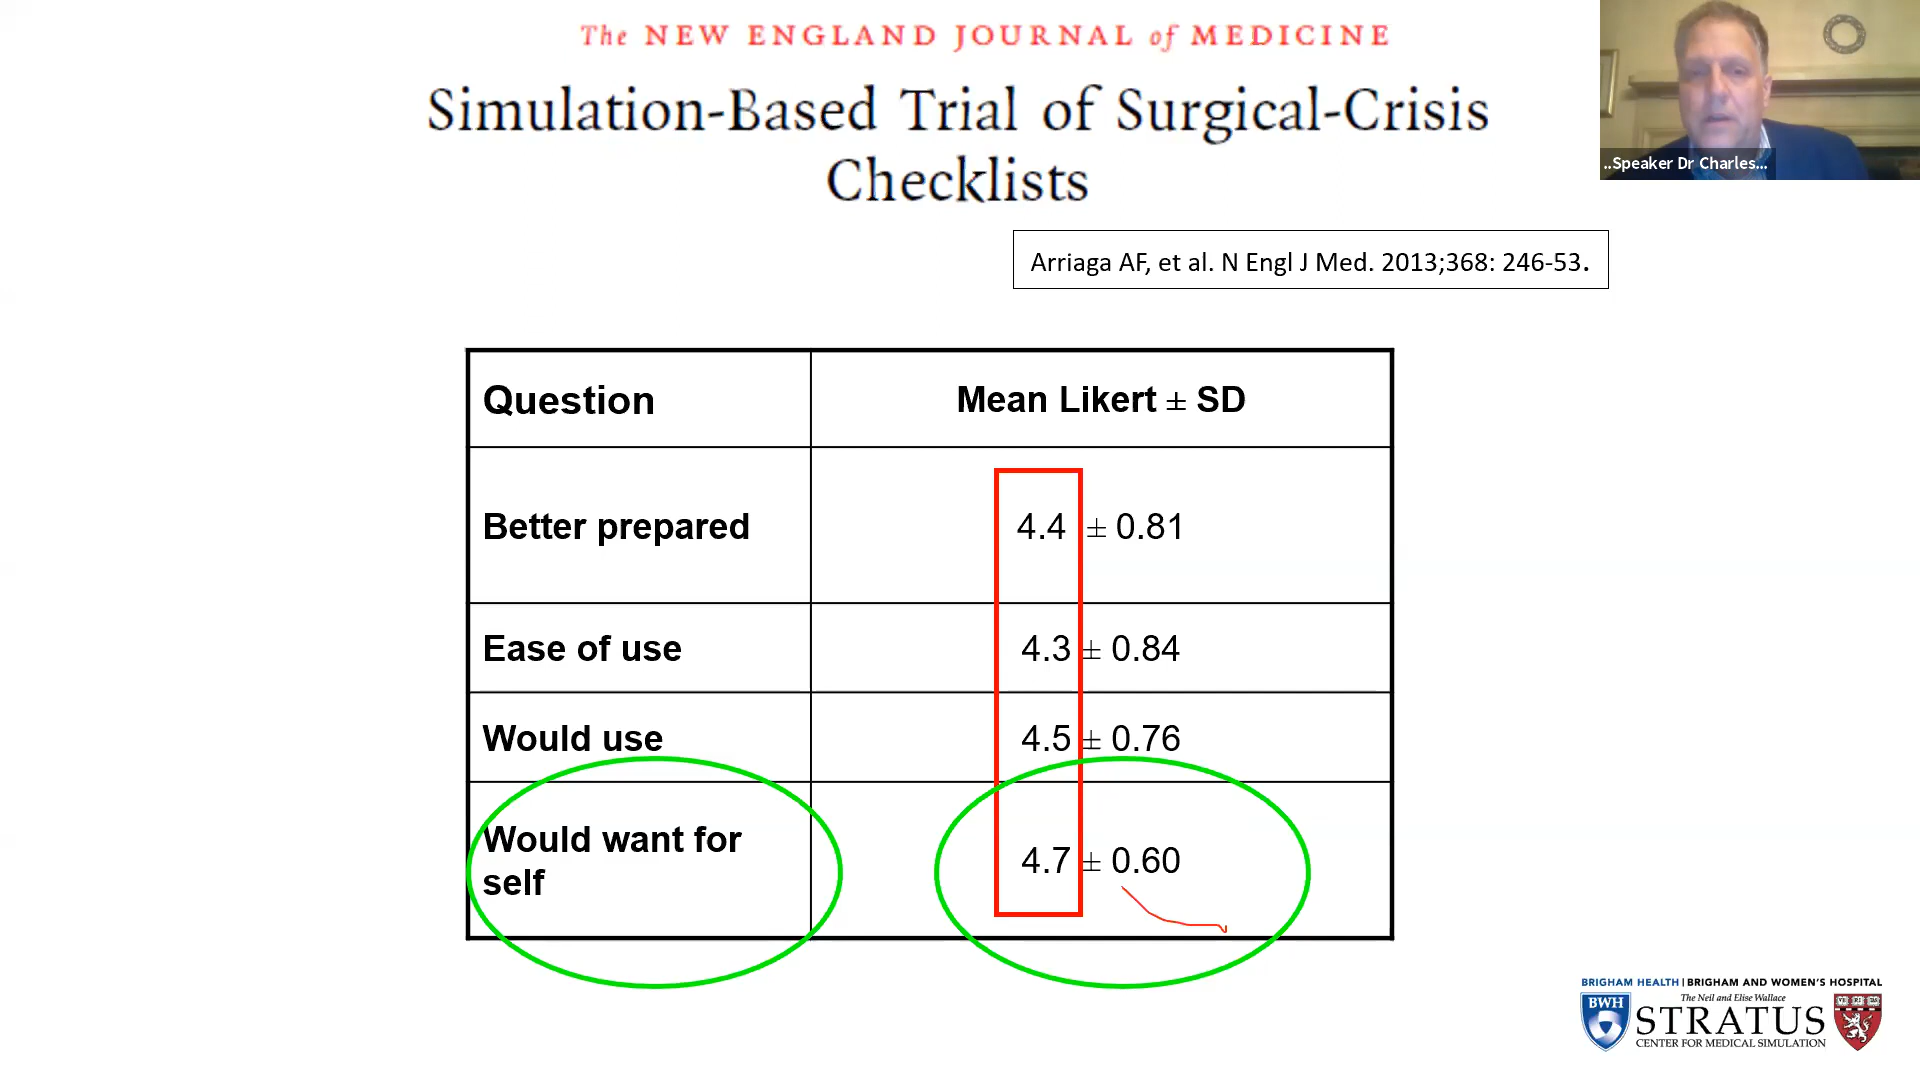 The NEW ENGLAND JOURNAL of MEDICINE
Simulation-Based Trial of Surgical-Crisis
Checklists
..Speaker Dr Charles...
Arriaga AF, et al. N Engl J Med. 2013;368: 246-53.
Question Mean Likert ± SD
Better prepared 4.4 ± 0.81
Ease of use 4.3 ± 0.84
Would use 4.5 ± 0.76
Would want for
self 4.7 ± 0.60
BRIGHAM HEALTH | BRIGHAM AND WOMEN'S HOSPITAL
BWH
The Neil and Elise Wallace
STRATUS
CENTER FOR MEDICAL SIMULATION
VE RI TAS